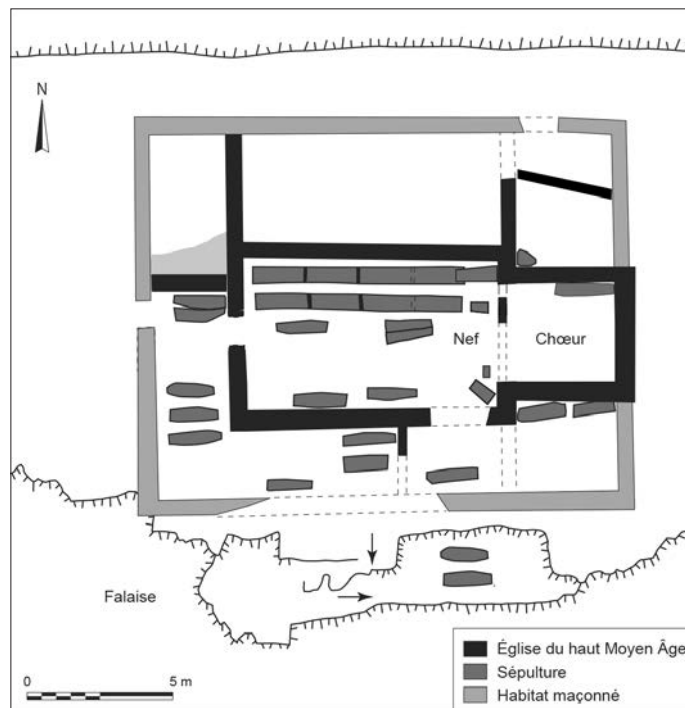 N
Nef
Chœur
Falaise
0
5 m
Église du haut Moyen Âge
Sépulture
Habitat maçonné